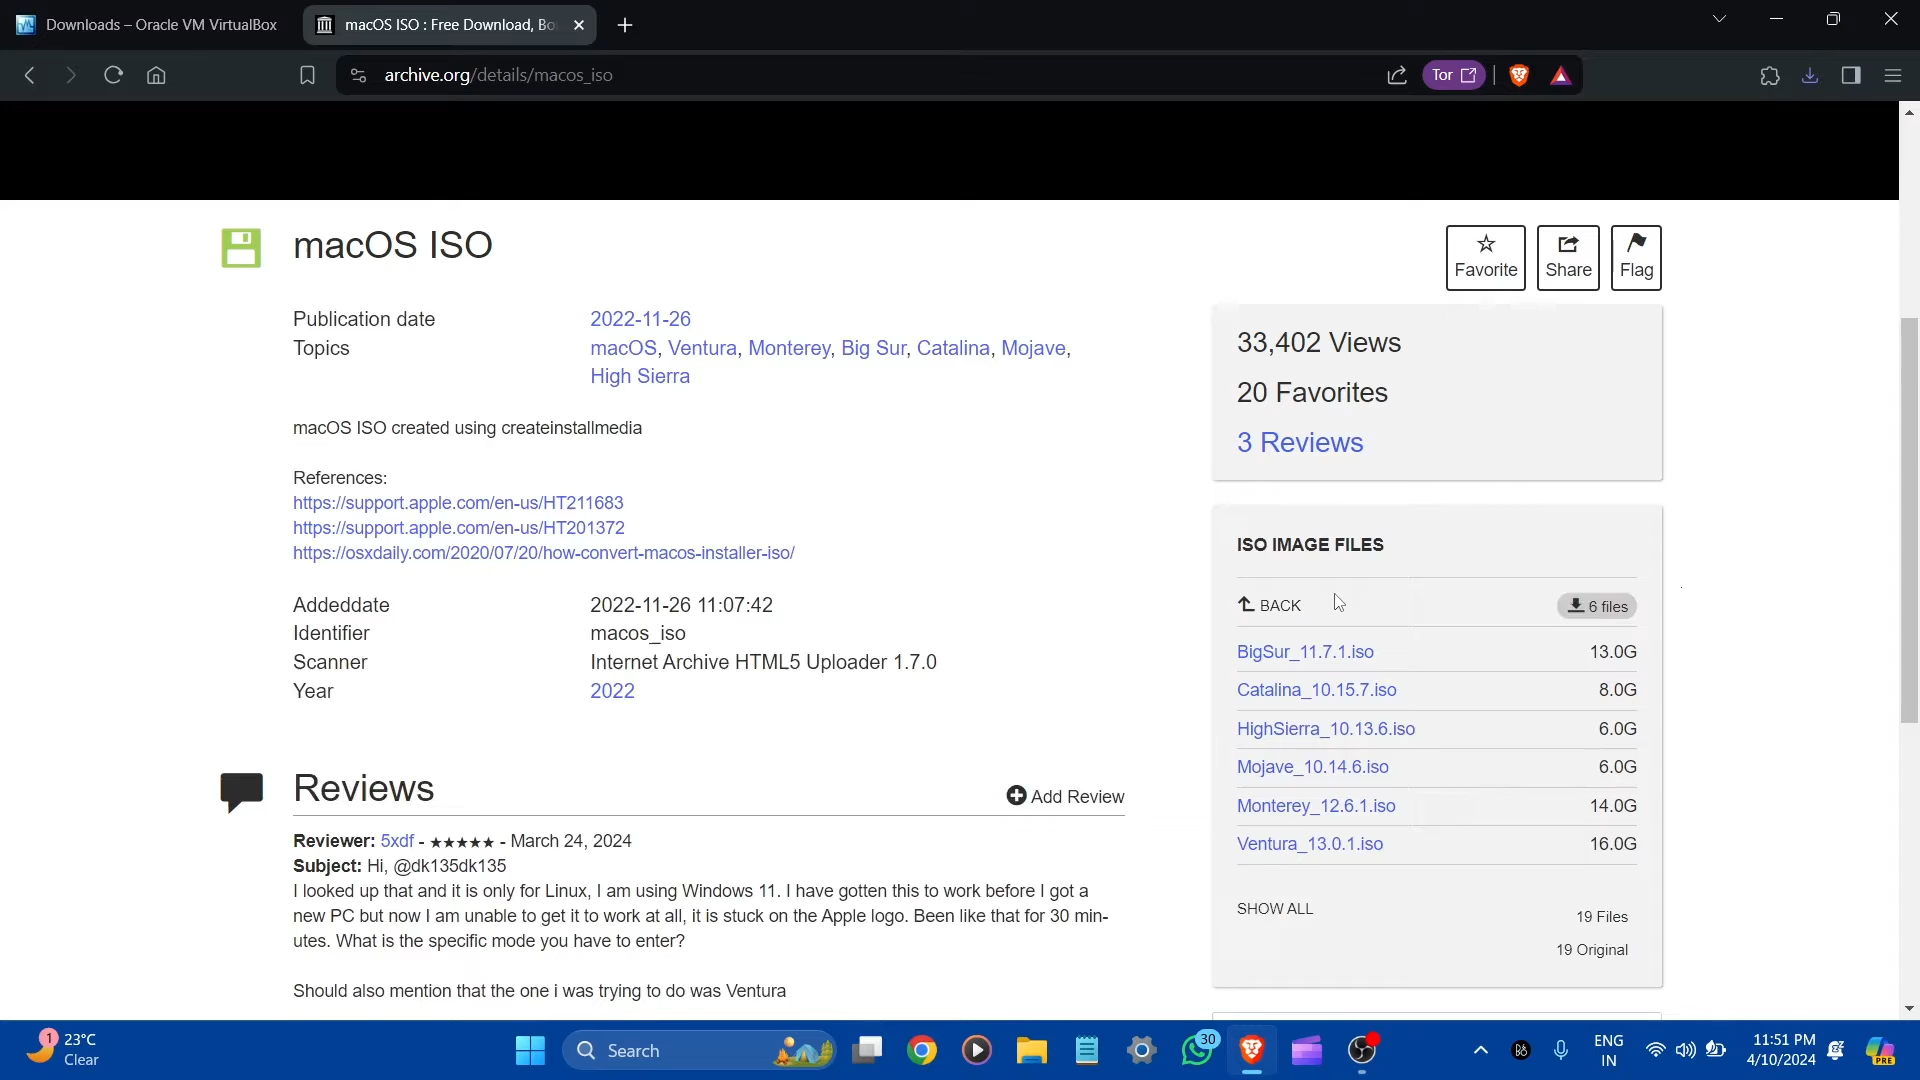 Downloads – Oracle VM VirtualBox
macOS ISO : Free Download, Bo
archive.org/details/macos_iso
Tor
macOS ISO
Favorite
Share
Flag
Publication date 2022-11-26
Topics macOS, Ventura, Monterey, Big Sur, Catalina, Mojave,
High Sierra
macOS ISO created using createinstallmedia
References:
https://support.apple.com/en-us/HT211683
https://support.apple.com/en-us/HT201372
https://osxdaily.com/2020/07/20/how-convert-macos-installer-iso/
Addeddate 2022-11-26 11:07:42
Identifier macos_iso
Scanner Internet Archive HTML5 Uploader 1.7.0
Year 2022
33,402 Views
20 Favorites
3 Reviews
ISO IMAGE FILES
BACK 6 files
BigSur_11.7.1.iso 13.0G
Catalina_10.15.7.iso 8.0G
HighSierra_10.13.6.iso 6.0G
Mojave_10.14.6.iso 6.0G
Monterey_12.6.1.iso 14.0G
Ventura_13.0.1.iso 16.0G
SHOW ALL 19 Files
19 Original
Reviews
Add Review
Reviewer: 5xdf - ★★★★★ - March 24, 2024
Subject: Hi, @dk135dk135
I looked up that and it is only for Linux, I am using Windows 11. I have gotten this to work before I got a
new PC but now I am unable to get it to work at all, it is stuck on the Apple logo. Been like that for 30 min-
utes. What is the specific mode you have to enter?
Should also mention that the one i was trying to do was Ventura
1
23°C
Clear
Search
30
ENG
IN
11:51 PM
4/10/2024
PRE